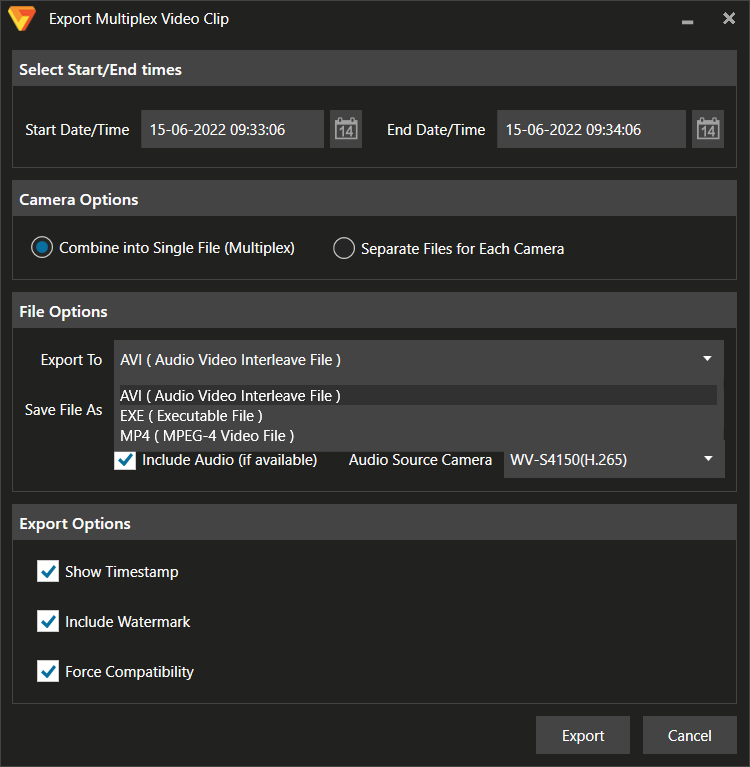 Export Multiplex Video Clip
Select Start/End times
Start Date/Time 15-06-2022 09:33:06 14 End Date/Time 15-06-2022 09:34:06 14
Camera Options
Combine into Single File (Multiplex) Separate Files for Each Camera
File Options
Export To AVI ( Audio Video Interleave File )
AVI ( Audio Video Interleave File )
Save File As
EXE ( Executable File )
MP4 ( MPEG-4 Video File )
Include Audio (if available) Audio Source Camera WV-S4150(H.265)
Export Options
Show Timestamp
Include Watermark
Force Compatibility
Export Cancel